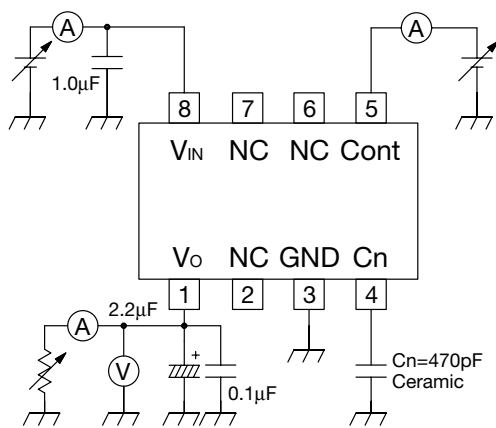 A
A
1.0μF
8
7
6
5
VIN
NC
NC
Cont
VO
NC
GND
Cn
1
2
3
4
2.2μF
A
V
+
0.1μF
Cn=470pF
Ceramic